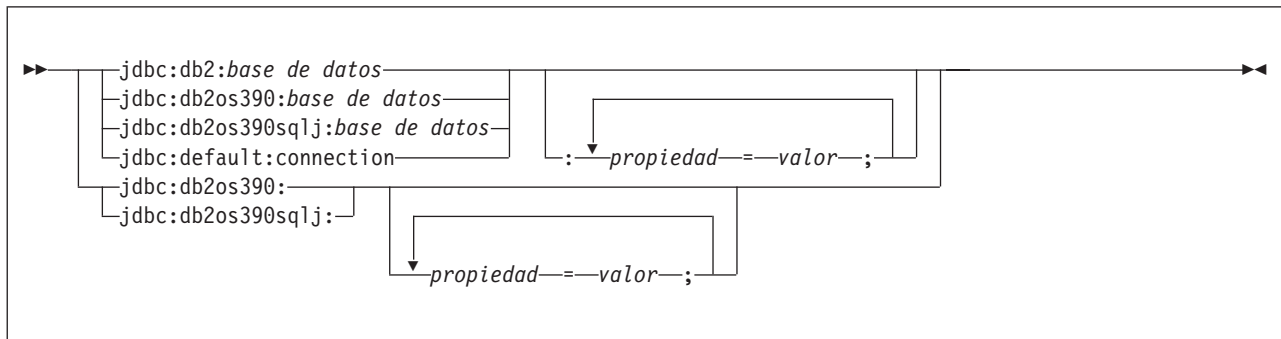 jdbc:db2:base de datos
jdbc:db2os390:base de datos
jdbc:db2os390sqlj:base de datos
jdbc:default:connection
: propiedad = valor ;
jdbc:db2os390:
jdbc:db2os390sqlj:
propiedad = valor ;